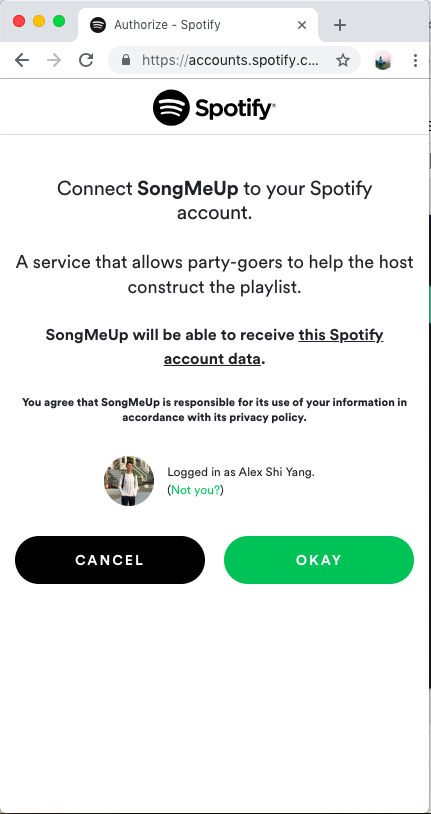 Authorize - Spotify
https://accounts.spotify.c...
Spotify
Connect SongMeUp to your Spotify
account.
A service that allows party-goers to help the host
construct the playlist.
SongMeUp will be able to receive this Spotify
account data.
You agree that SongMeUp is responsible for its use of your information in
accordance with its privacy policy.
Logged in as Alex Shi Yang.
(Not you?)
CANCEL
OKAY